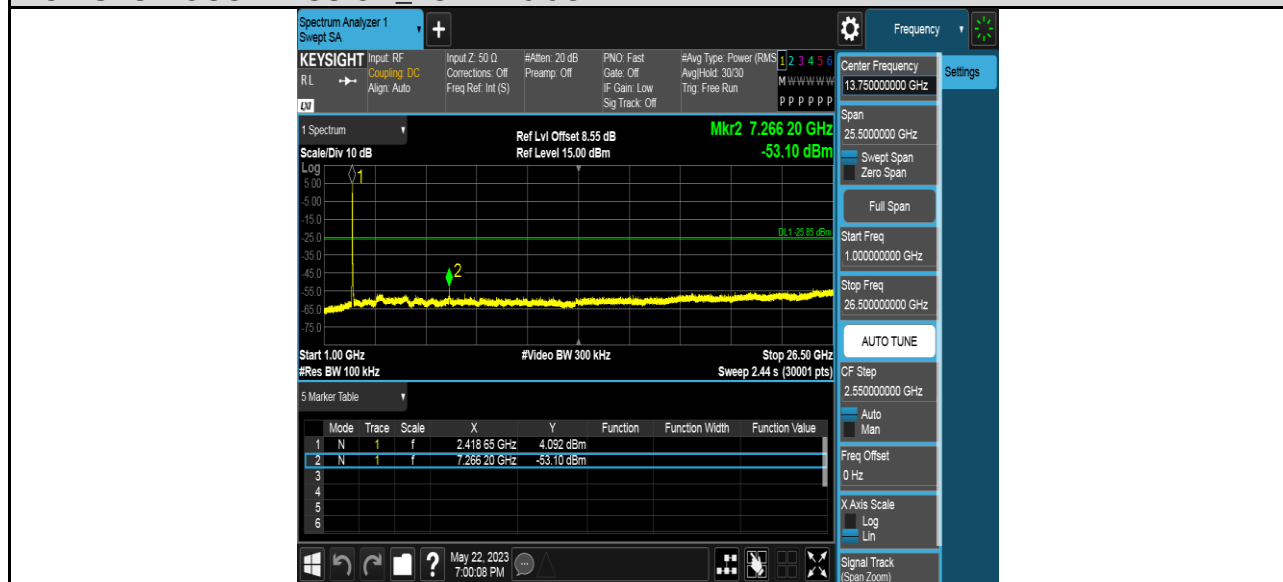 Spectrum Analyzer 1
Swept SA
+
Frequency
KEYSIGHT Input: RF Input Z: 50 Ω #Atten: 20 dB PNO: Fast #Avg Type: Power (RMS 1 2 3 4 5 6
RL Coupling: DC Corrections: Off Preamp: Off Gate: Off Avg|Hold: 30/30 M W W W W W
Align: Auto Freq Ref: Int (S) IF Gain: Low Trig: Free Run
LXI Sig Track: Off P P P P P P
1 Spectrum
Ref Lvl Offset 8.55 dB
Mkr2 7.266 20 GHz
Scale/Div 10 dB
Ref Level 15.00 dBm
-53.10 dBm
Log
1
5.00
-5.00
-15.0
-25.0
DL1 -25.85 dBm
-35.0
-45.0
2
-55.0
-65.0
-75.0
Start 1.00 GHz #Video BW 300 kHz Stop 26.50 GHz
#Res BW 100 kHz Sweep 2.44 s (30001 pts)
5 Marker Table
Mode Trace Scale X Y Function Function Width Function Value
1 N 1 f 2.418 65 GHz 4.092 dBm
2 N 1 f 7.266 20 GHz -53.10 dBm
3
4
5
6
? May 22, 2023
7:00:08 PM
Center Frequency
13.750000000 GHz
Settings
Span
25.5000000 GHz
Swept Span
Zero Span
Full Span
Start Freq
1.000000000 GHz
Stop Freq
26.500000000 GHz
AUTO TUNE
CF Step
2.550000000 GHz
Auto
Man
Freq Offset
0 Hz
X Axis Scale
Log
Lin
Signal Track
(Span Zoom)